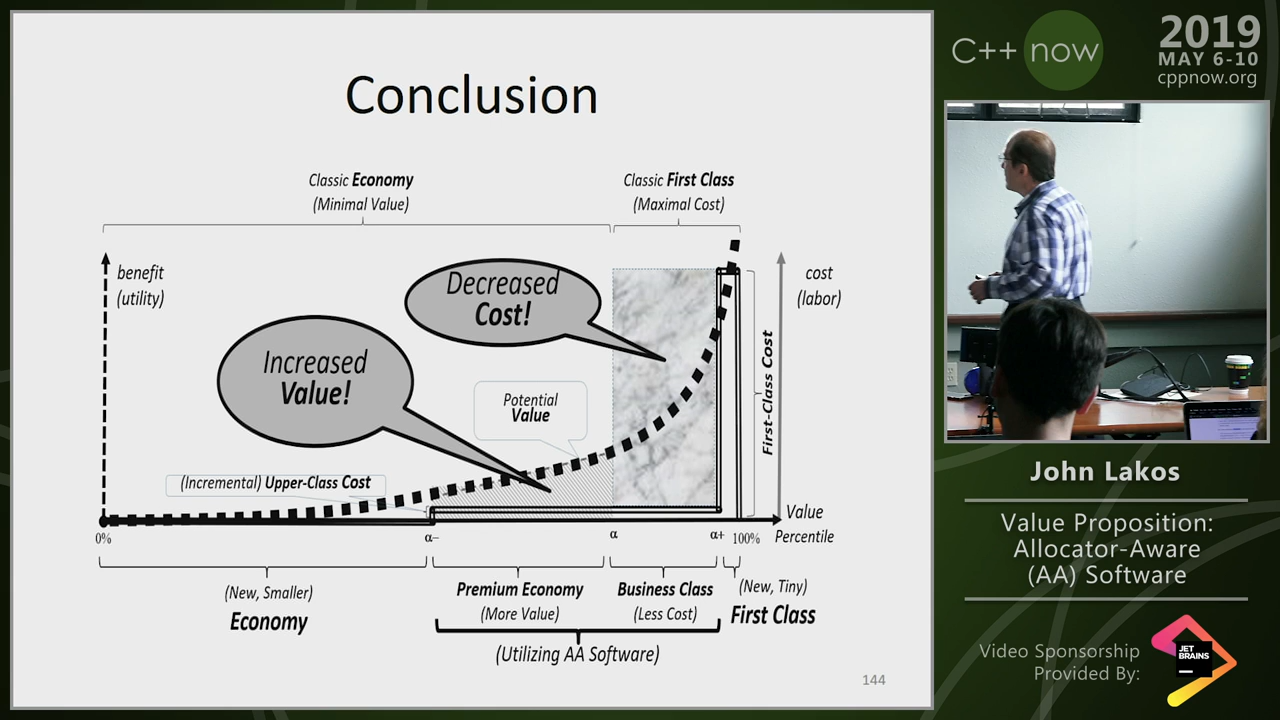 Conclusion
Classic Economy
(Minimal Value)
Classic First Class
(Maximal Cost)
benefit
(utility)
cost
(labor)
Decreased
Cost!
Increased
Value!
Potential
Value
First-Class Cost
(Incremental) Upper-Class Cost
Value
Percentile
0%
α−
α
α+
100%
(New, Smaller)
Economy
Premium Economy
(More Value)
Business Class
(Less Cost)
(New, Tiny)
First Class
(Utilizing AA Software)
144
C++ now
2019
MAY 6-10
cppnow.org
John Lakos
Value Proposition:
Allocator-Aware
(AA) Software
Video Sponsorship
Provided By:
JET
BRAINS